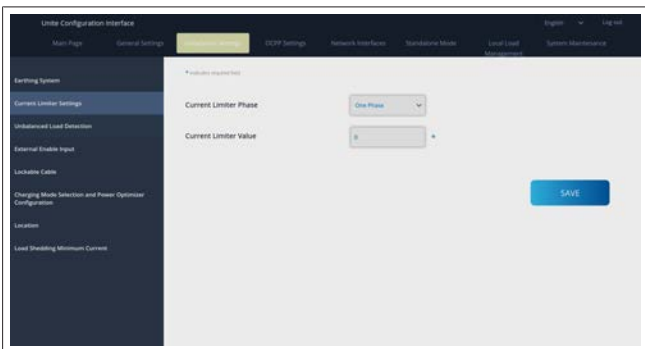 Unite Configuration Interface
English
Log out
Main Page
General Settings
Installation Settings
OCPP Settings
Network Interfaces
Standalone Mode
Local Load
Management
System Maintenance
Earthing System
Current Limiter Settings
Unbalanced Load Detection
External Enable Input
Lockable Cable
Charging Mode Selection and Power Optimizer
Configuration
Location
Load Shedding Minimum Current
* indicates required field.
Current Limiter Phase
One Phase
Current Limiter Value
0
*
SAVE